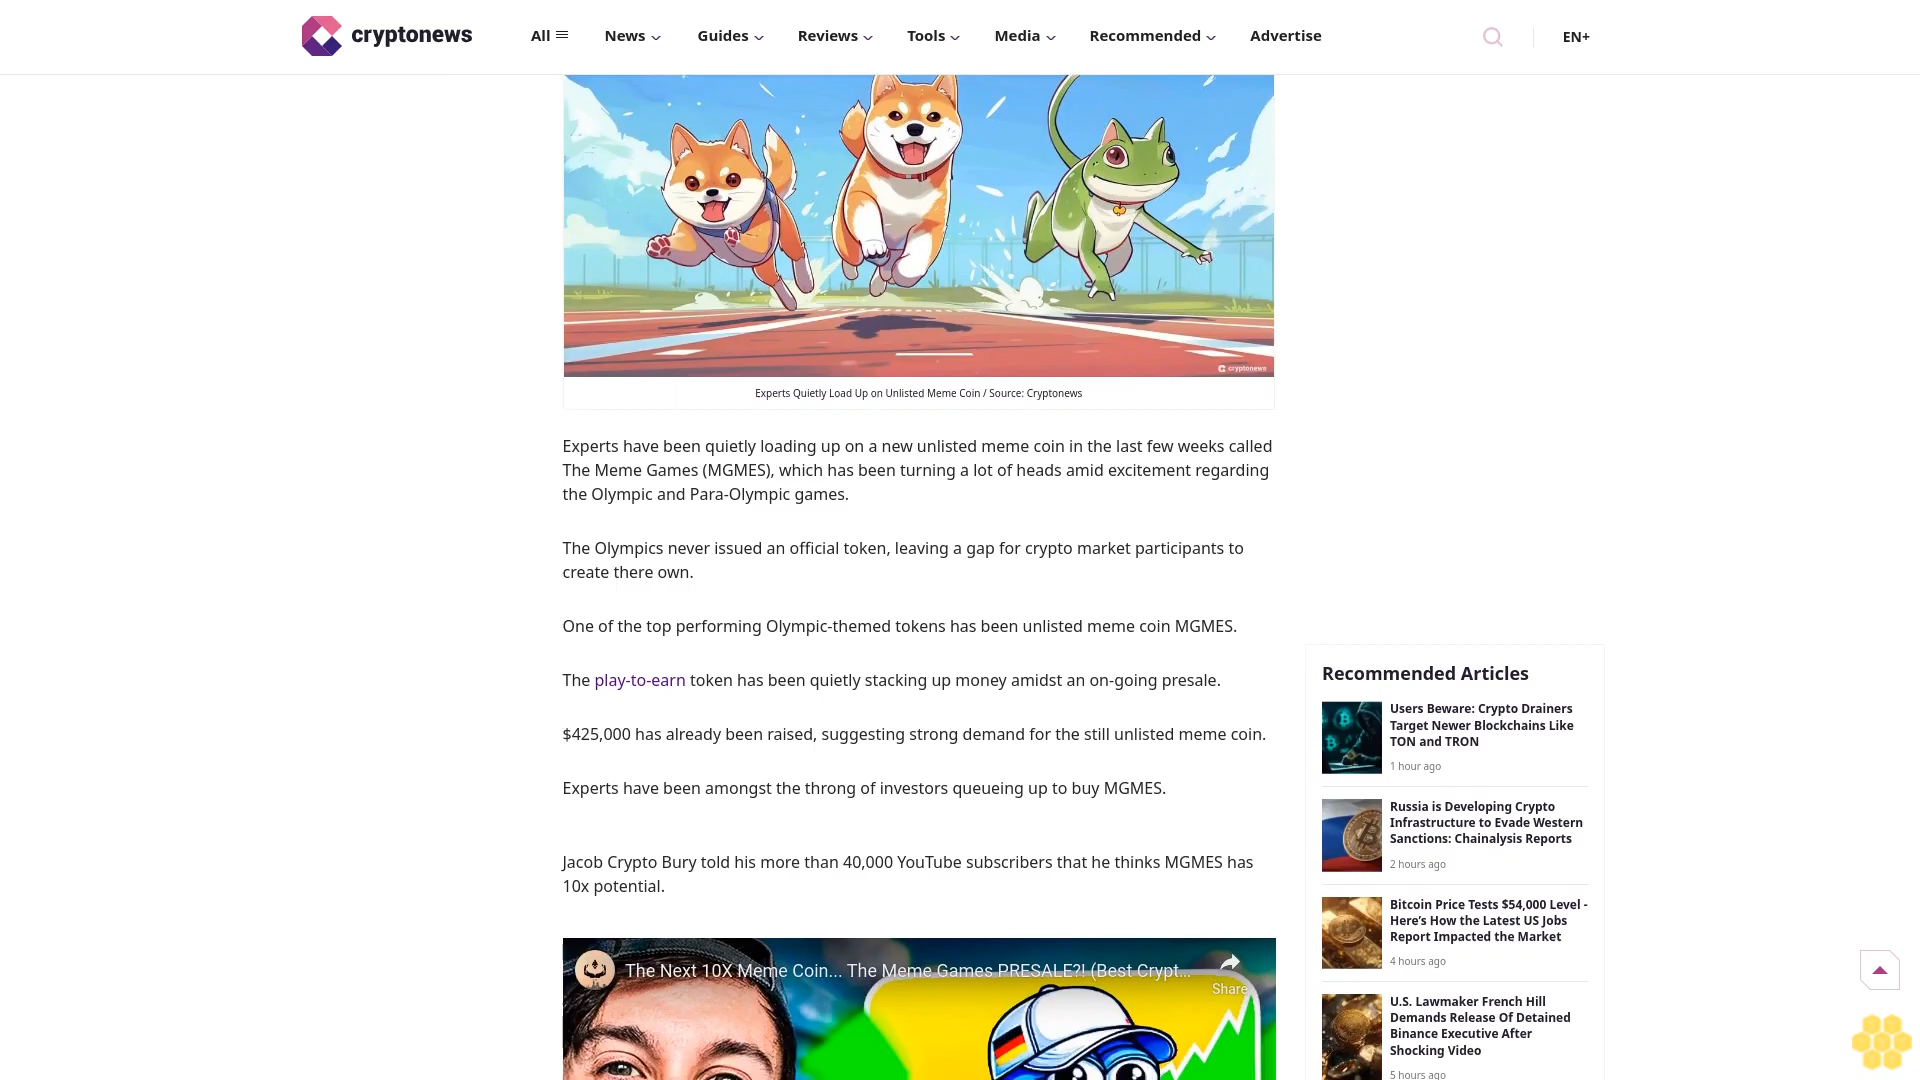 cryptonews
All
News
Guides
Reviews
Tools
Media
Recommended
Advertise
EN+
cryptonews
Experts Quietly Load Up on Unlisted Meme Coin / Source: Cryptonews
Experts have been quietly loading up on a new unlisted meme coin in the last few weeks called
The Meme Games (MGMES), which has been turning a lot of heads amid excitement regarding
the Olympic and Para-Olympic games.
The Olympics never issued an official token, leaving a gap for crypto market participants to
create there own.
One of the top performing Olympic-themed tokens has been unlisted meme coin MGMES.
The play-to-earn token has been quietly stacking up money amidst an on-going presale.
$425,000 has already been raised, suggesting strong demand for the still unlisted meme coin.
Experts have been amongst the throng of investors queueing up to buy MGMES.
Jacob Crypto Bury told his more than 40,000 YouTube subscribers that he thinks MGMES has
10x potential.
The Next 10X Meme Coin... The Meme Games PRESALE?! (Best Crypt...
Share
Recommended Articles
Users Beware: Crypto Drainers
Target Newer Blockchains Like
TON and TRON
1 hour ago
Russia is Developing Crypto
Infrastructure to Evade Western
Sanctions: Chainalysis Reports
2 hours ago
Bitcoin Price Tests $54,000 Level -
Here’s How the Latest US Jobs
Report Impacted the Market
4 hours ago
U.S. Lawmaker French Hill
Demands Release Of Detained
Binance Executive After
Shocking Video
5 hours ago